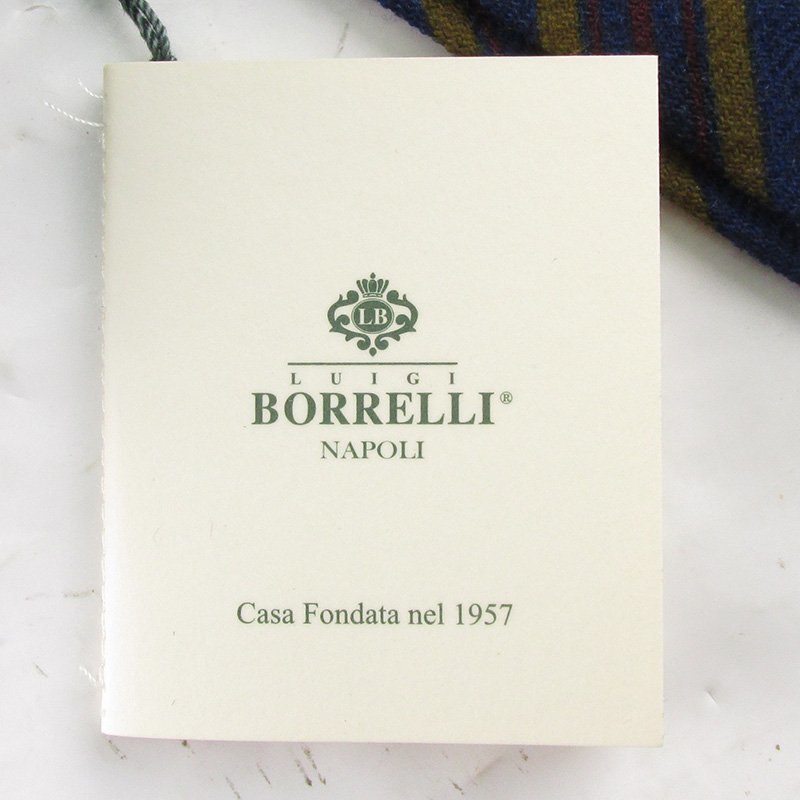 LB
LUIGI
BORRELLI®
NAPOLI
Casa Fondata nel 1957